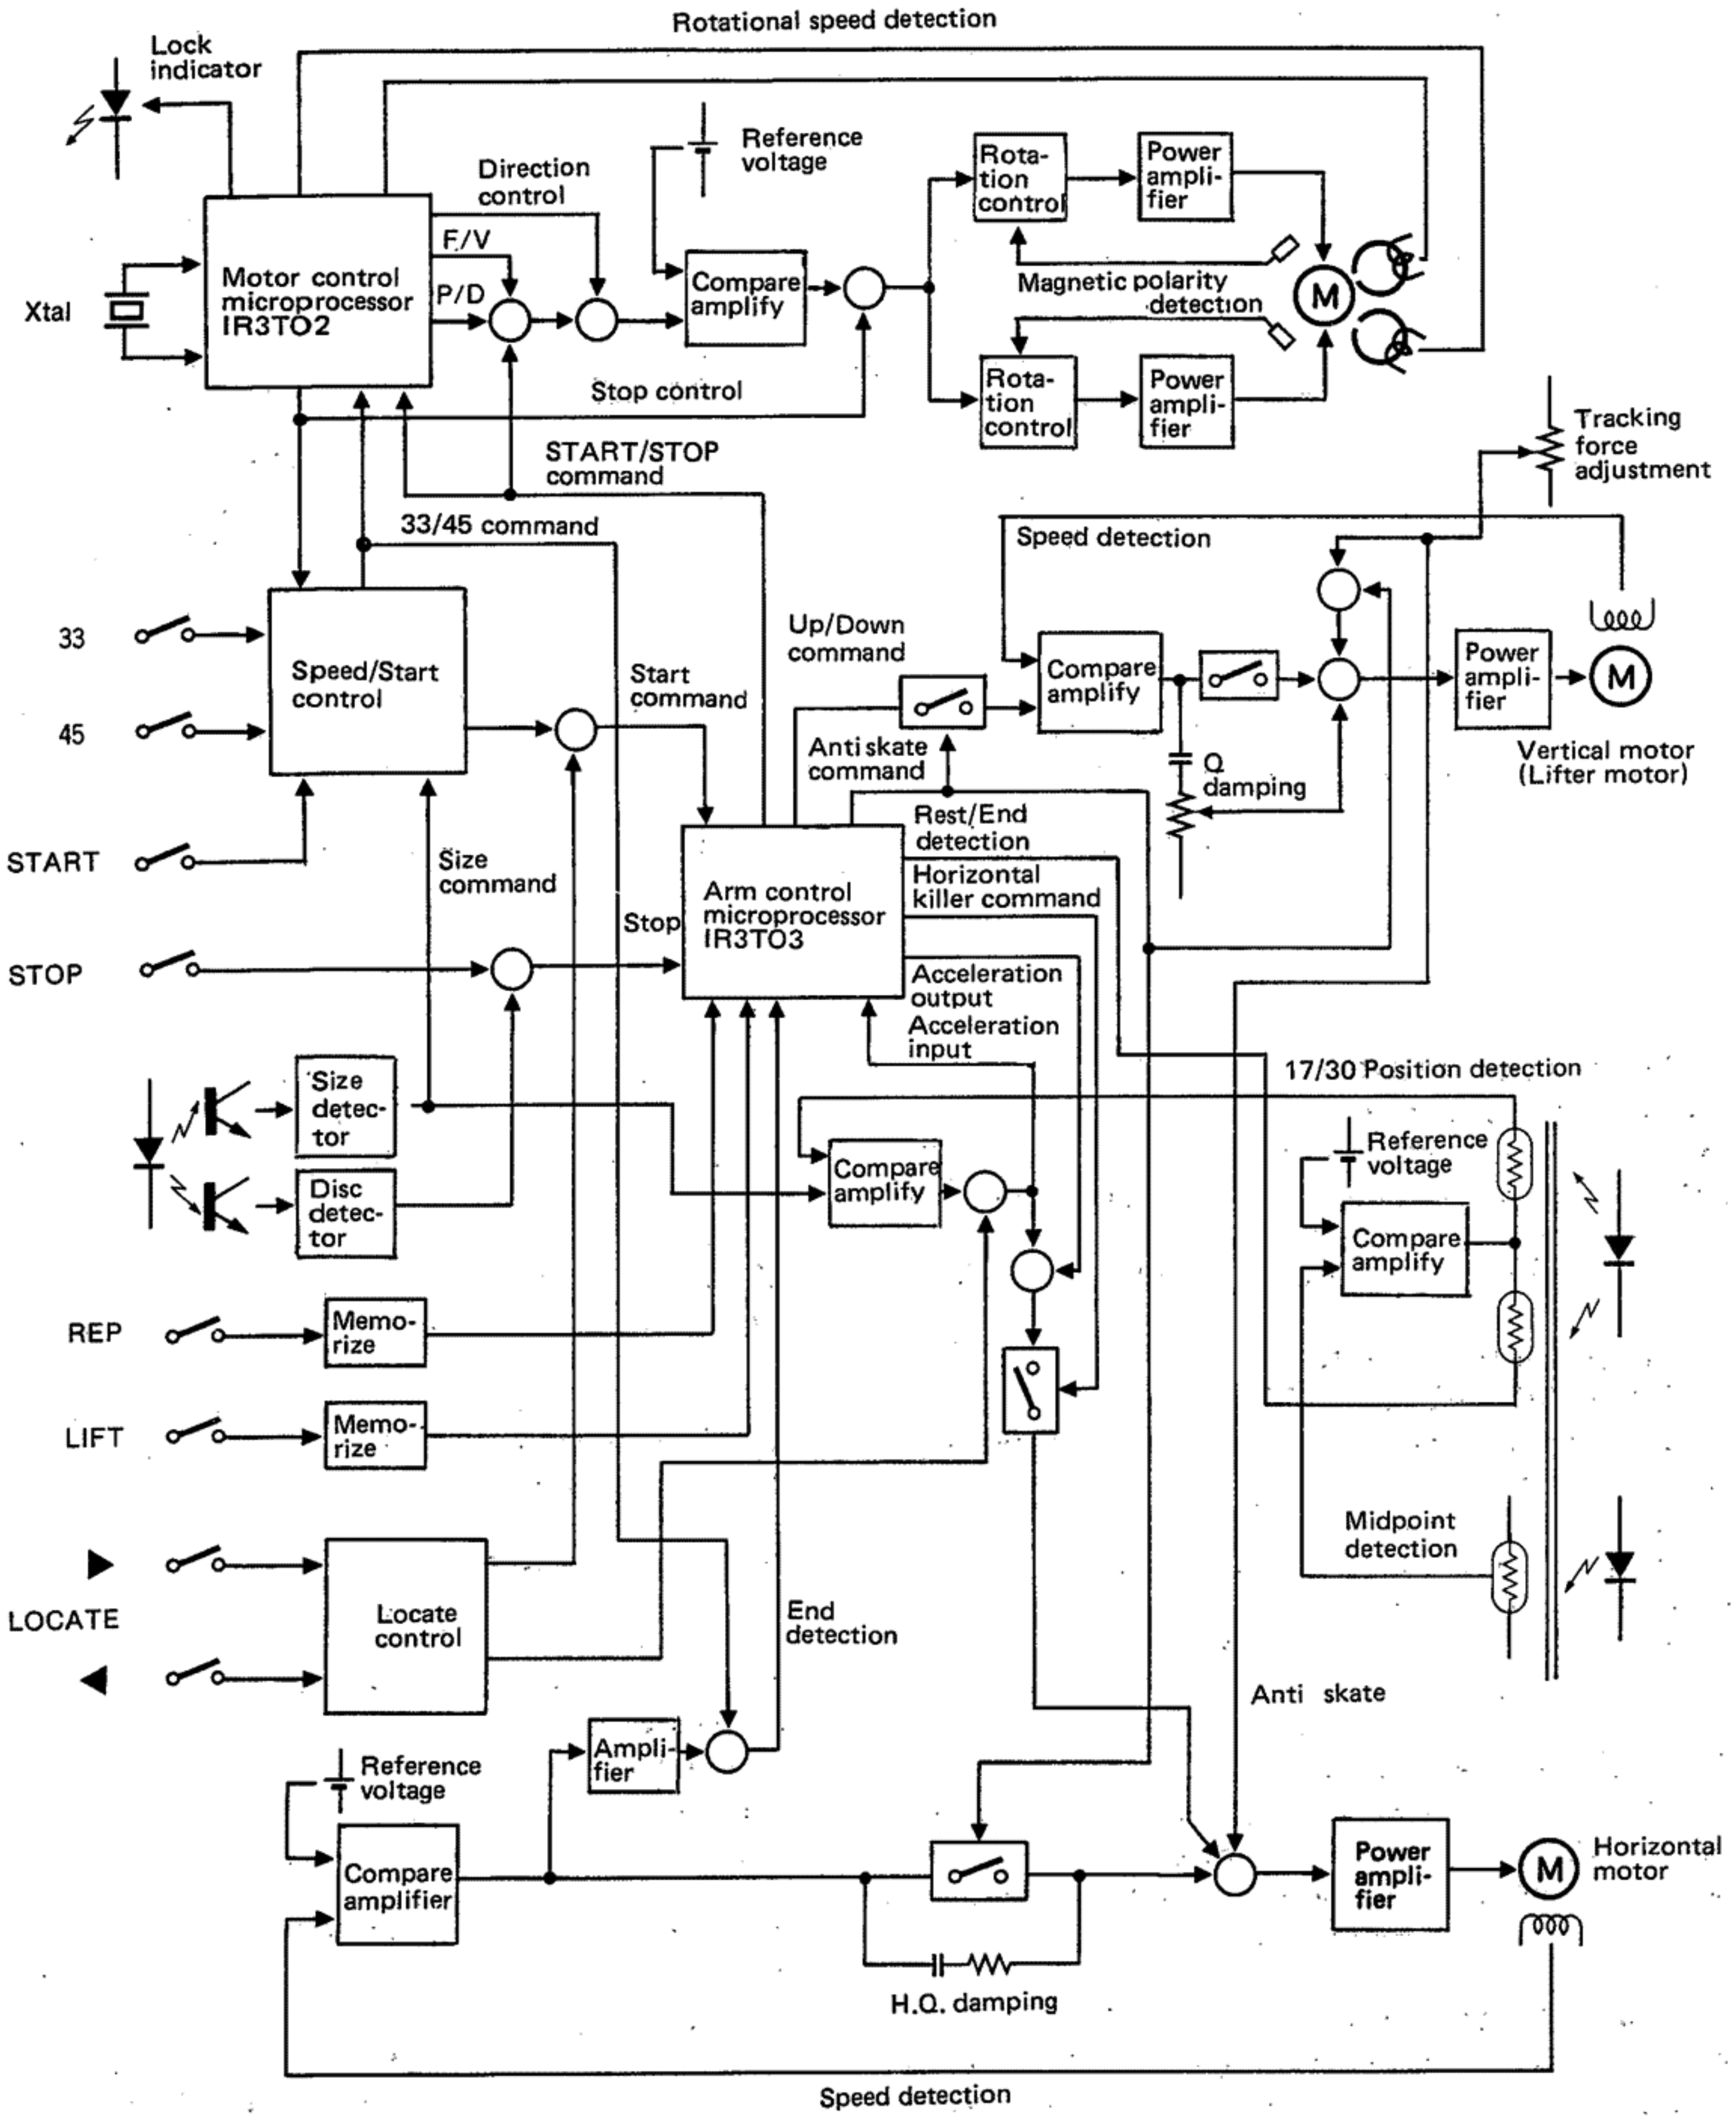 Rotational speed detection
Lock
indicator
Reference
voltage
Direction
control
Rota-
tion
control
Power
ampli-
fier
F/V
Motor control
microprocessor
IR3TO2
P/D
Compare
amplify
Magnetic polarity
detection
M
Xtal
Stop control
Rota-
tion
control
Power
ampli-
fier
Tracking
force
adjustment
START/STOP
command
33/45 command
Speed detection
33
Up/Down
command
Speed/Start
control
Start
command
Compare
amplify
Power
ampli-
fier
M
45
Antiskate
command
Q
damping
Vertical motor
(Lifter motor)
Rest/End
detection
START
Size
command
Horizontal
killer command
Stop
Arm control
microprocessor
IR3TO3
STOP
Acceleration
output
Acceleration
input
17/30 Position detection
Size
detec-
tor
Reference
voltage
Compare
amplify
Disc
detec-
tor
Compare
amplify
REP
Memo-
rize
LIFT
Memo-
rize
Midpoint
detection
LOCATE
Locate
control
End
detection
Anti skate
Ampli-
fier
Reference
voltage
Compare
amplifier
Power
ampli-
fier
M
Horizontal
motor
H.Q. damping
Speed detection